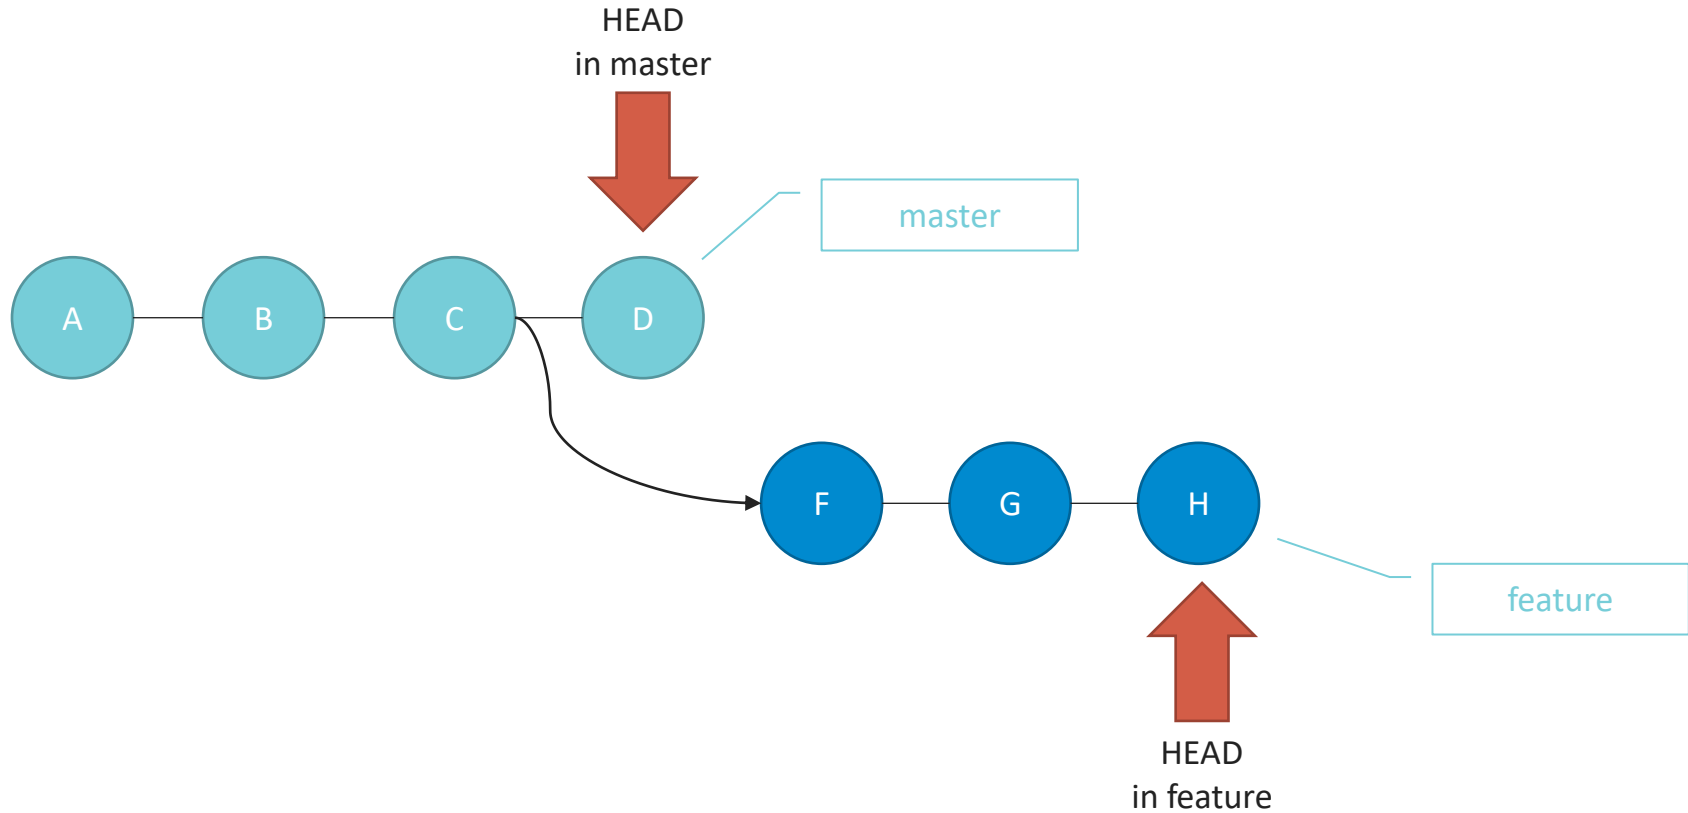 HEAD
in master
master
A
B
C
D
F
G
H
feature
HEAD
in feature